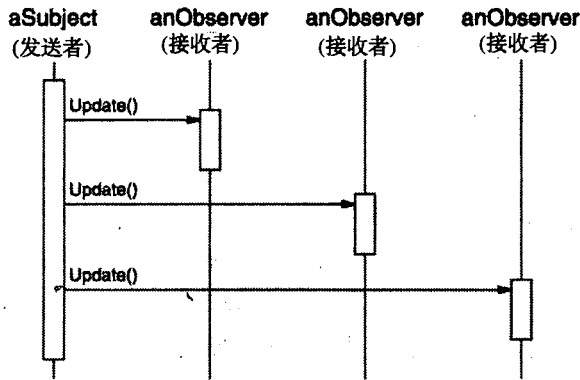 aSubject
(发送者)
anObserver
(接收者)
anObserver
(接收者)
anObserver
(接收者)
Update()
Update()
Update()